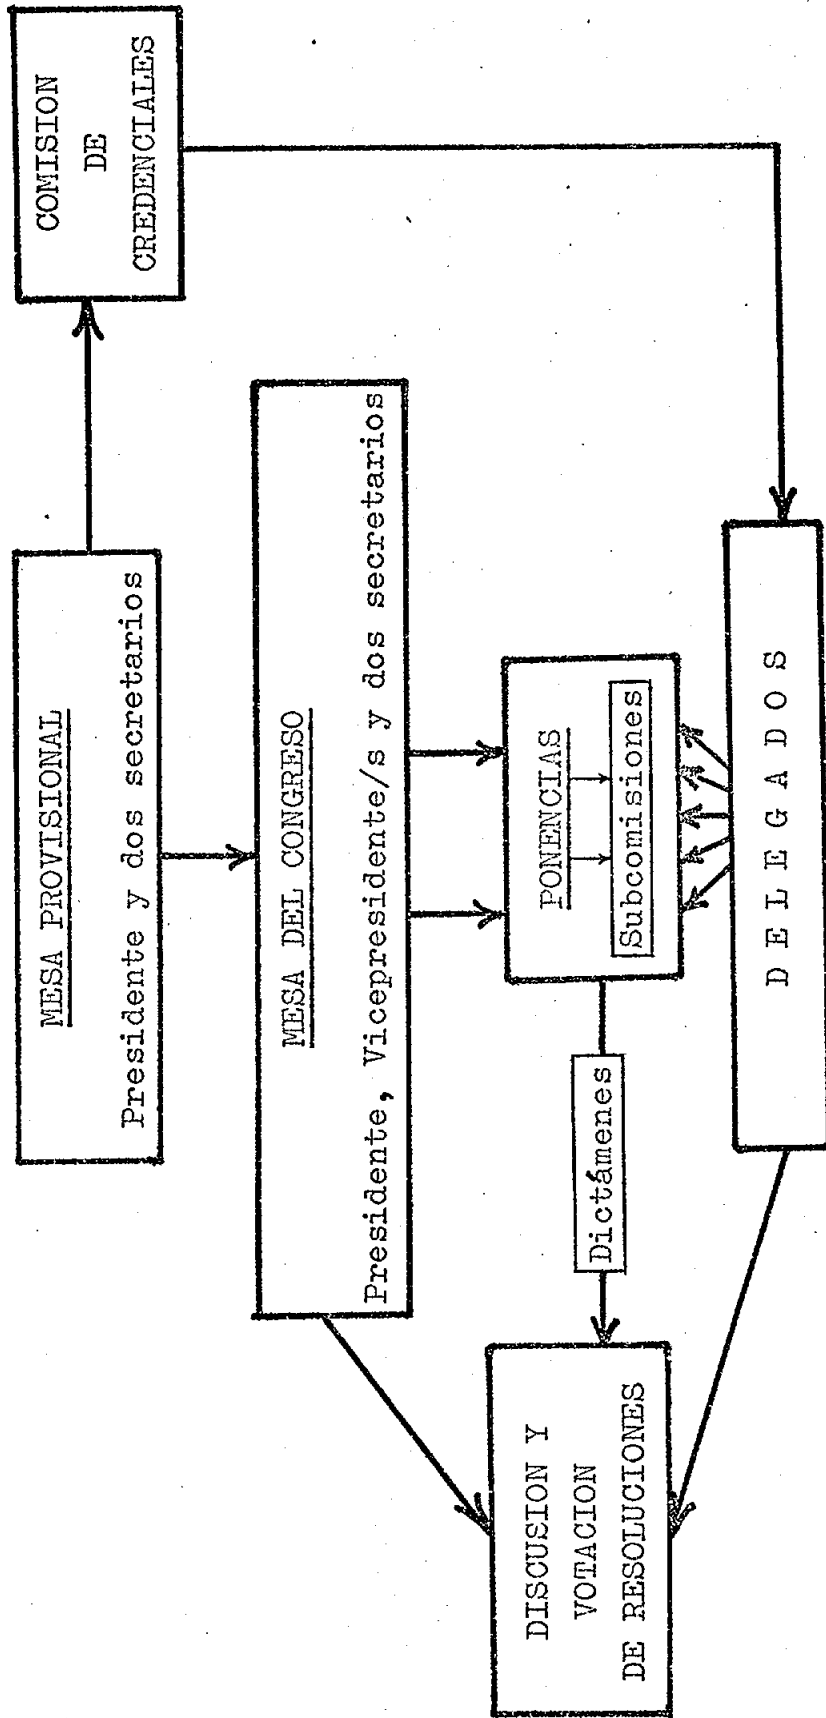 COMISION
DE
CREDENCIALES
MESA PROVISIONAL
Presidente y dos secretarios
MESA DEL CONGRESO
Presidente, Vicepresidente/s y dos secretarios
PONENCIAS
Subcomisiones
DELEGADOS
Dictámenes
DISCUSION Y
VOTACION
DE RESOLUCIONES